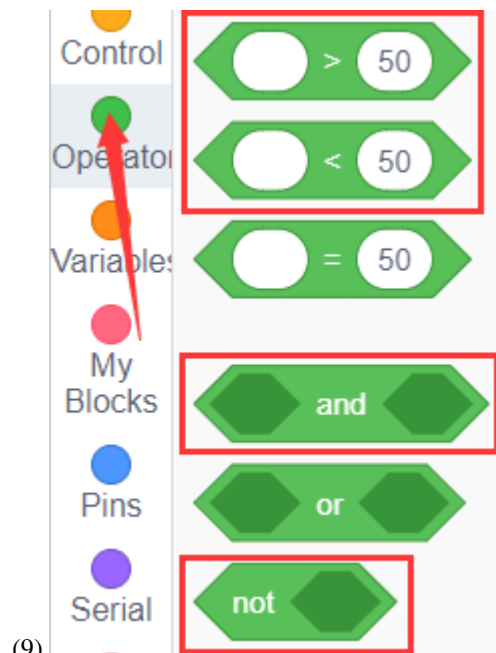 Control
Operator
Variables
My
Blocks
Pins
Serial
> 50
< 50
= 50
and
or
not
(9)